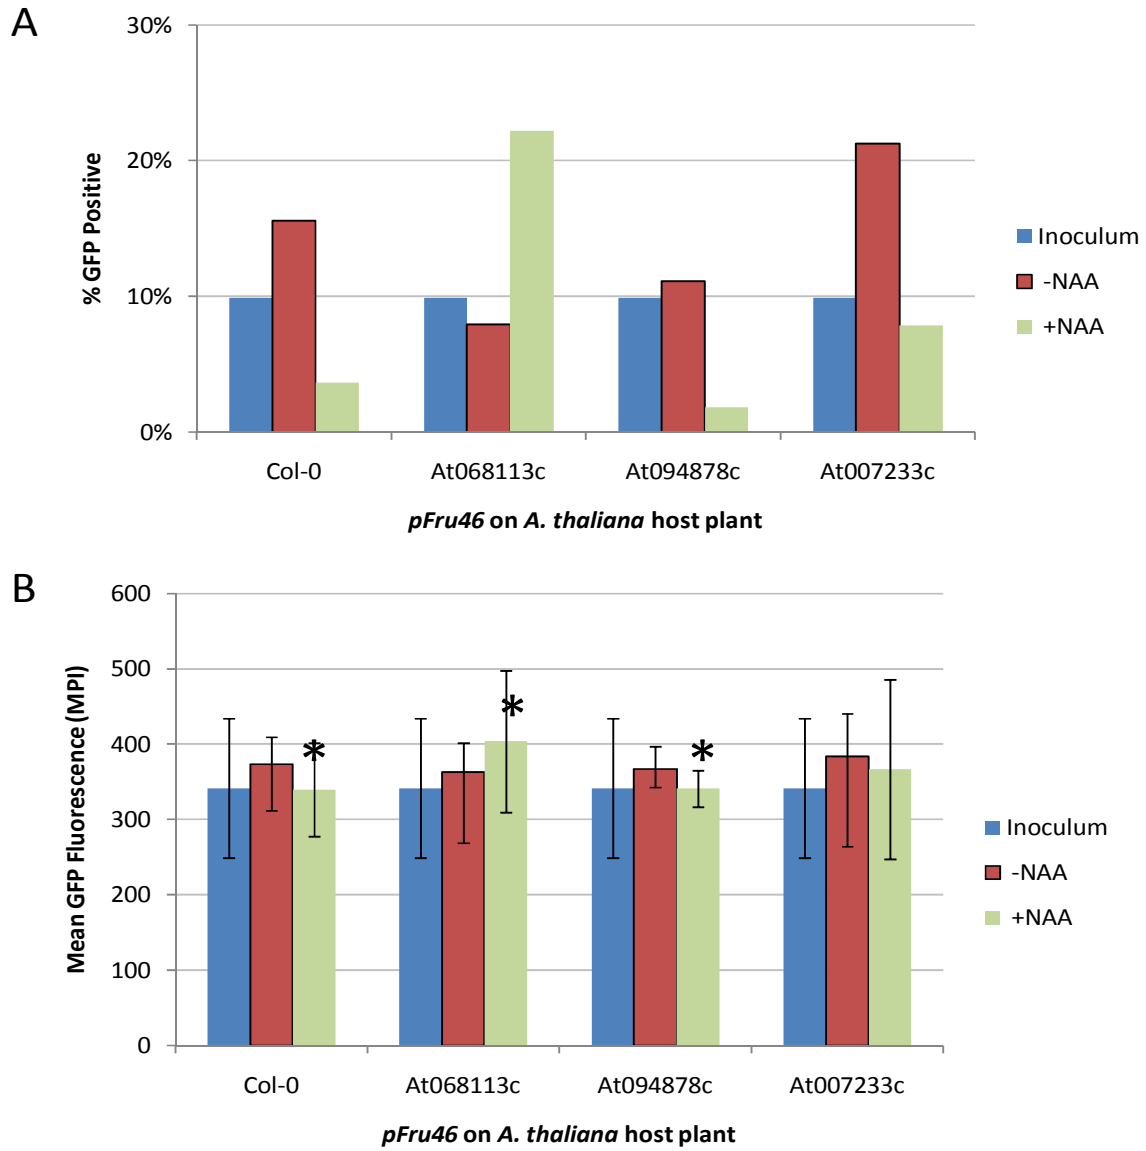 A
30%
20%
10%
0%
% GFP Positive
Col-0
At068113c
At094878c
At007233c
pFru46 on A. thaliana host plant
Inoculum
-NAA
+NAA
B
600
500
400
300
200
100
0
Mean GFP Fluorescence (MPI)
*
*
*
Col-0
At068113c
At094878c
At007233c
pFru46 on A. thaliana host plant
Inoculum
-NAA
+NAA